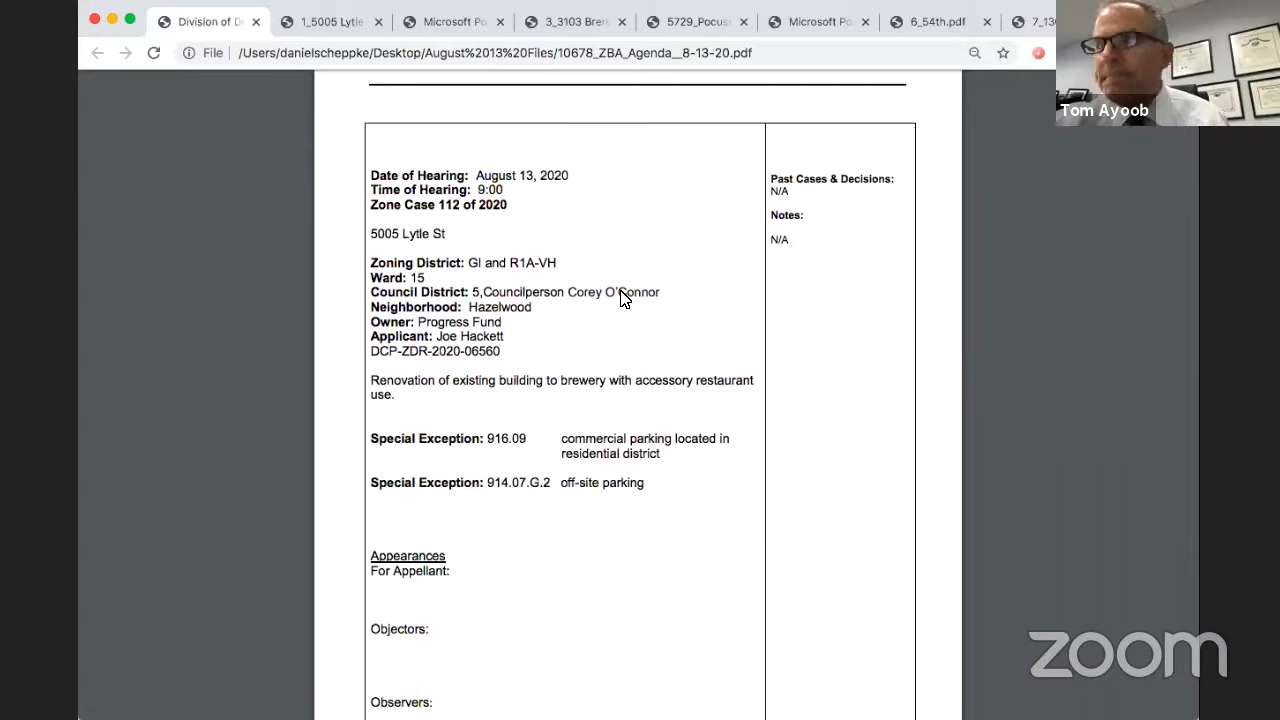 Division of De
1_5005 Lytle
Microsoft Po
3_3103 Brere
5729_Pocus
Microsoft Po
6_54th.pdf
7_13
File /Users/danielscheppke/Desktop/August%2013%20Files/10678_ZBA_Agenda__8-13-20.pdf
Tom Ayoob
Date of Hearing: August 13, 2020
Time of Hearing: 9:00
Zone Case 112 of 2020
5005 Lytle St
Zoning District: GI and R1A-VH
Ward: 15
Council District: 5,Councilperson Corey O'Connor
Neighborhood: Hazelwood
Owner: Progress Fund
Applicant: Joe Hackett
DCP-ZDR-2020-06560
Renovation of existing building to brewery with accessory restaurant
use.
Special Exception: 916.09 commercial parking located in
residential district
Special Exception: 914.07.G.2 off-site parking
Appearances
For Appellant:
Objectors:
Observers:
Past Cases & Decisions:
N/A
Notes:
N/A
zoom